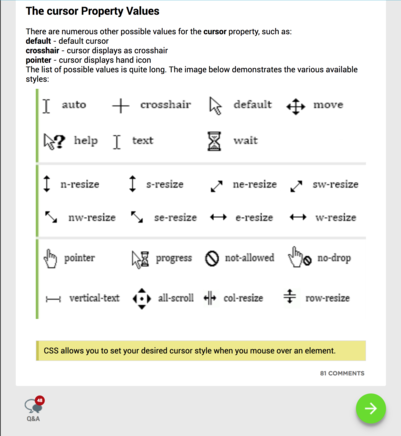 The cursor Property Values
There are numerous other possible values for the cursor property, such as:
default - default cursor
crosshair - cursor displays as crosshair
pointer - cursor displays hand icon
The list of possible values is quite long. The image below demonstrates the various available
styles:
auto crosshair default move
help text wait
n-resize s-resize ne-resize sw-resize
nw-resize se-resize e-resize w-resize
pointer progress not-allowed no-drop
vertical-text all-scroll col-resize row-resize
CSS allows you to set your desired cursor style when you mouse over an element.
81 COMMENTS
Q&A